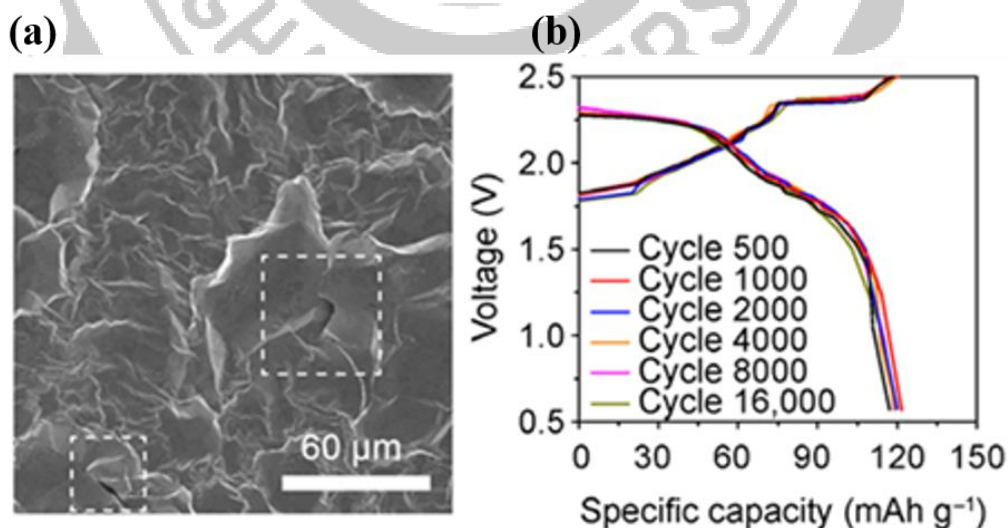 (a)
(b)
60 μm
2.5
2.0
1.5
1.0
0.5
Voltage (V)
Cycle 500
Cycle 1000
Cycle 2000
Cycle 4000
Cycle 8000
Cycle 16,000
0 30 60 90 120 150
Specific capacity (mAh g⁻¹)